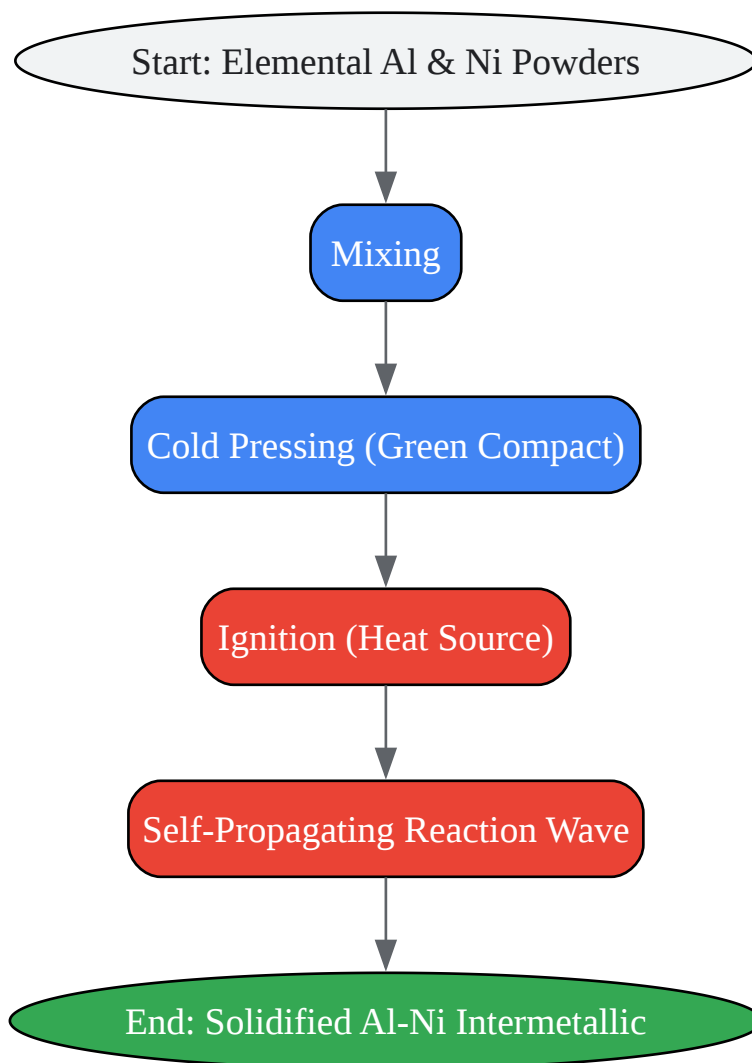 Start: Elemental Al & Ni Powders
Mixing
Cold Pressing (Green Compact)
Ignition (Heat Source)
Self-Propagating Reaction Wave
End: Solidified Al-Ni Intermetallic